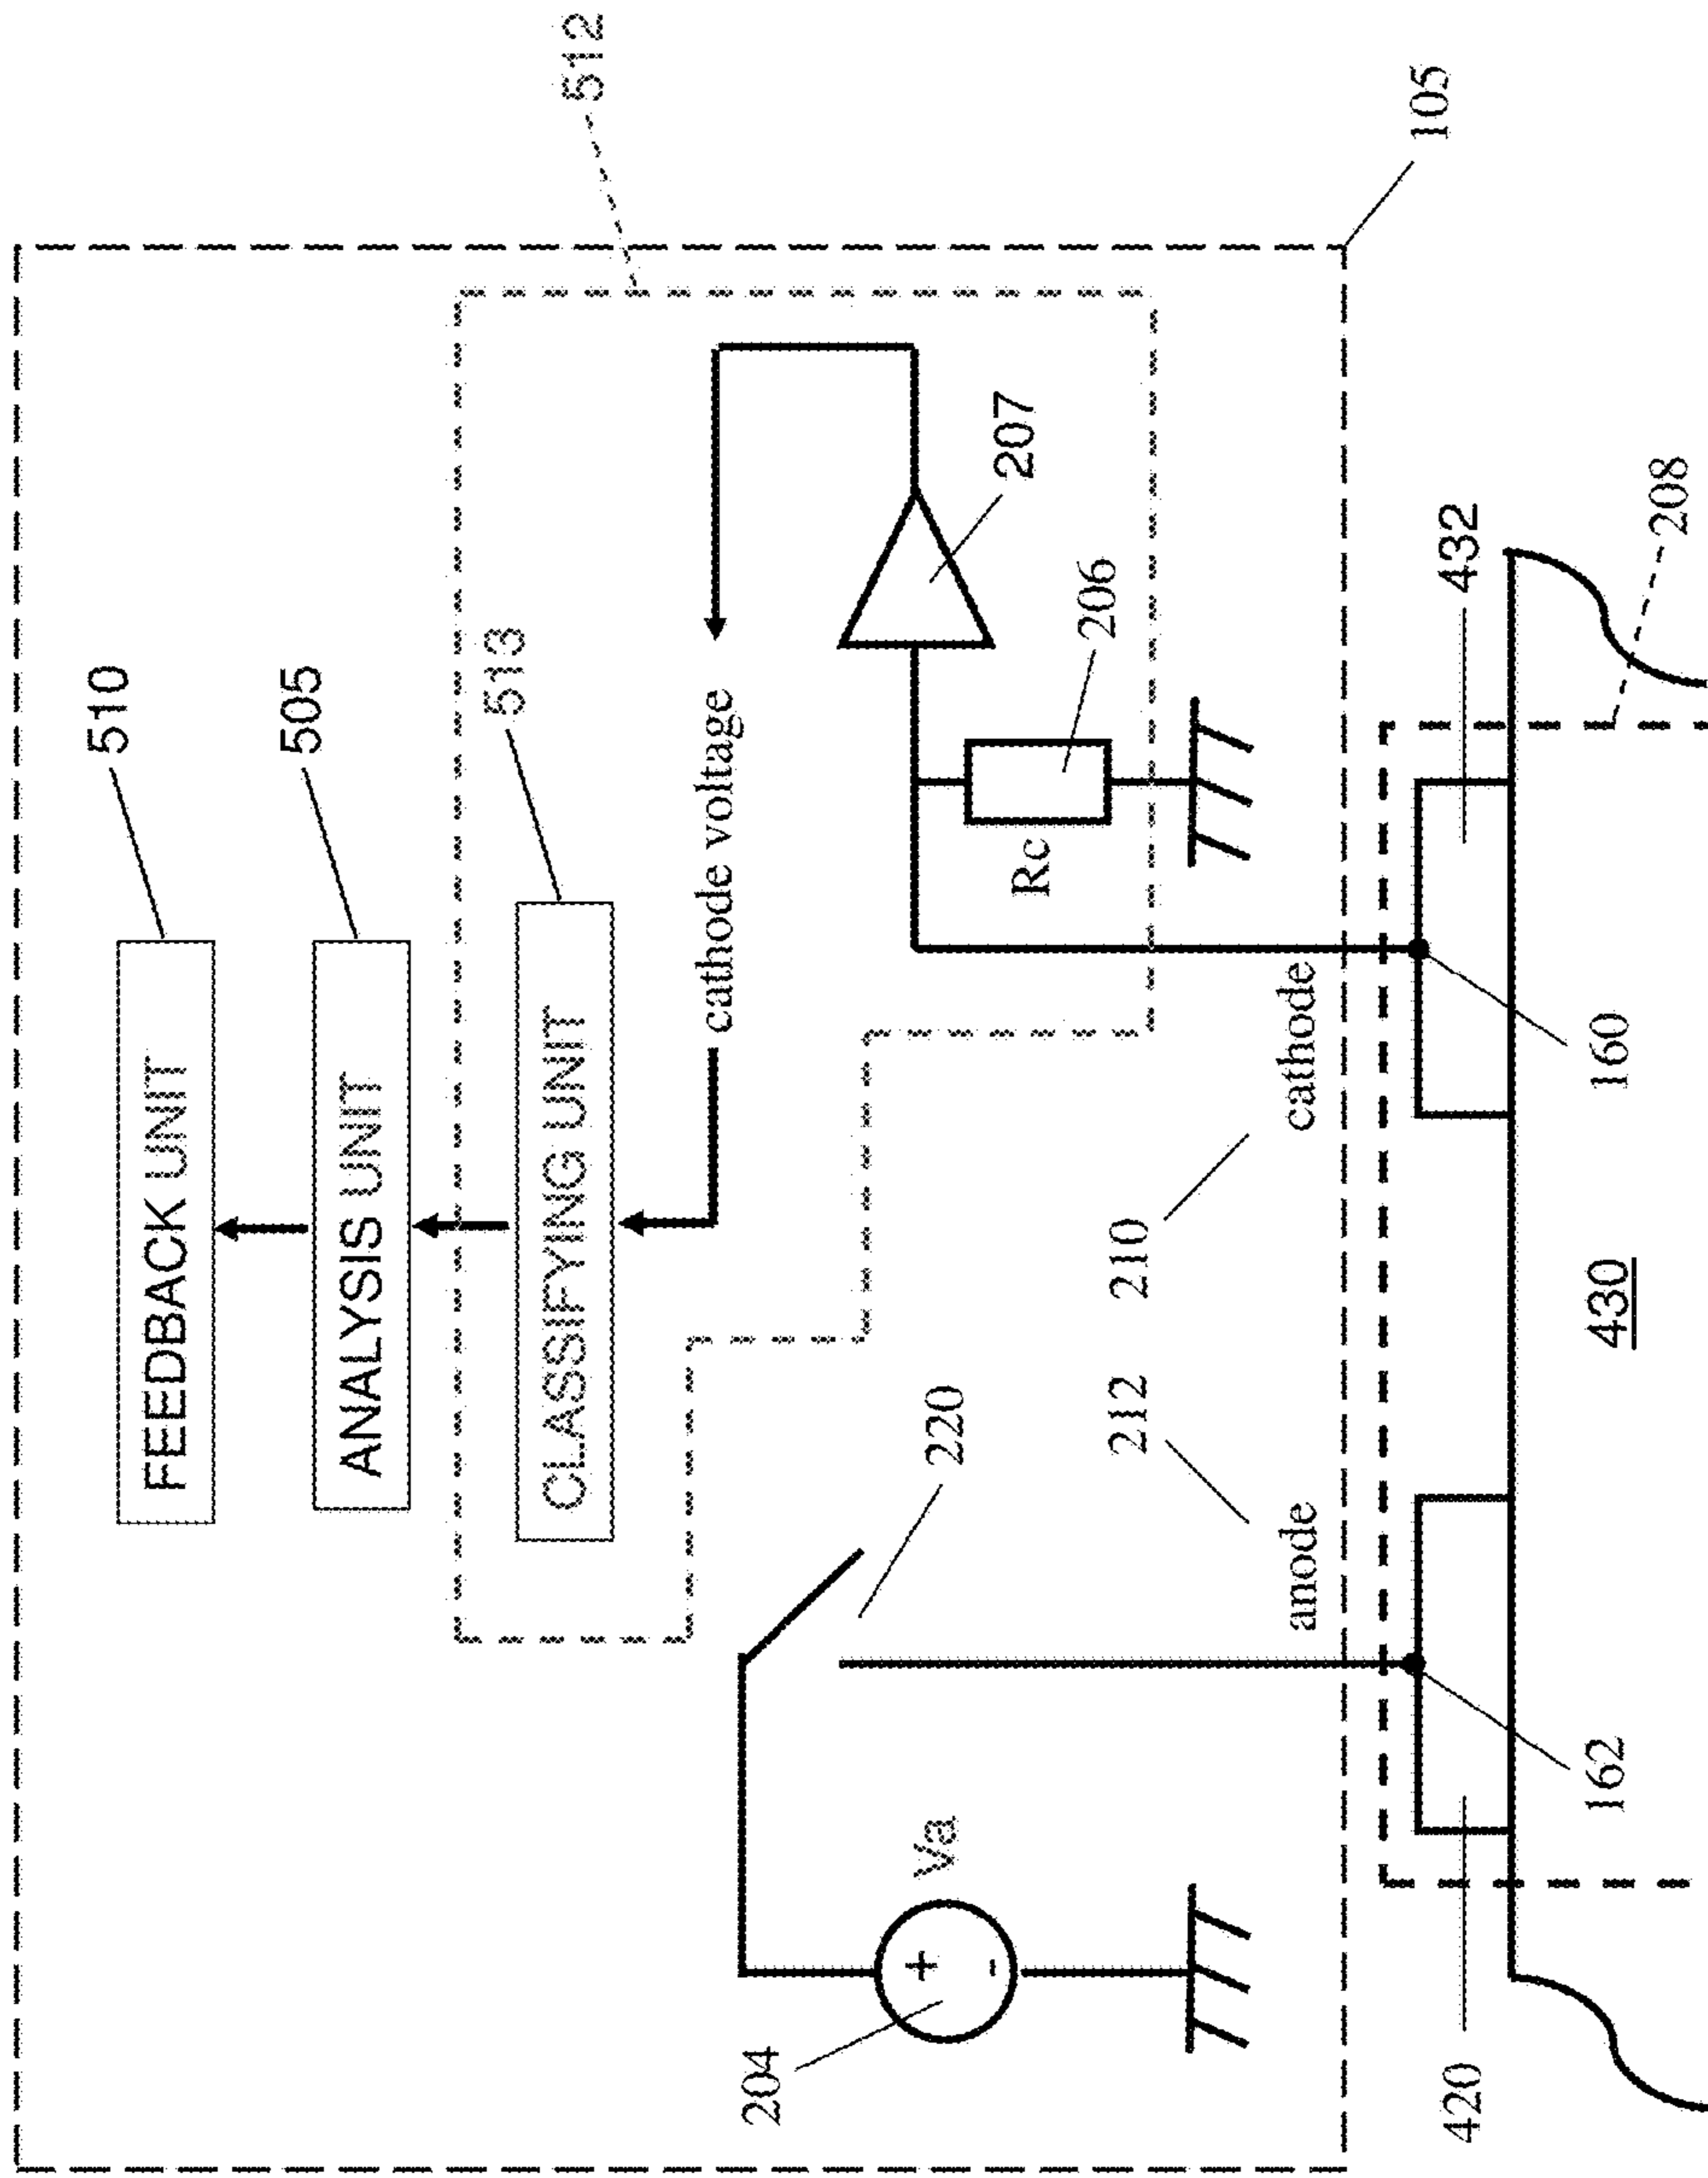 510
FEEDBACK UNIT
505
ANALYSIS UNIT
512
513
CLASSIFYING UNIT
cathode voltage
207
206
Rc
220
204
+
-
Va
212
210
anode
cathode
105
420
432
162
160
430
208